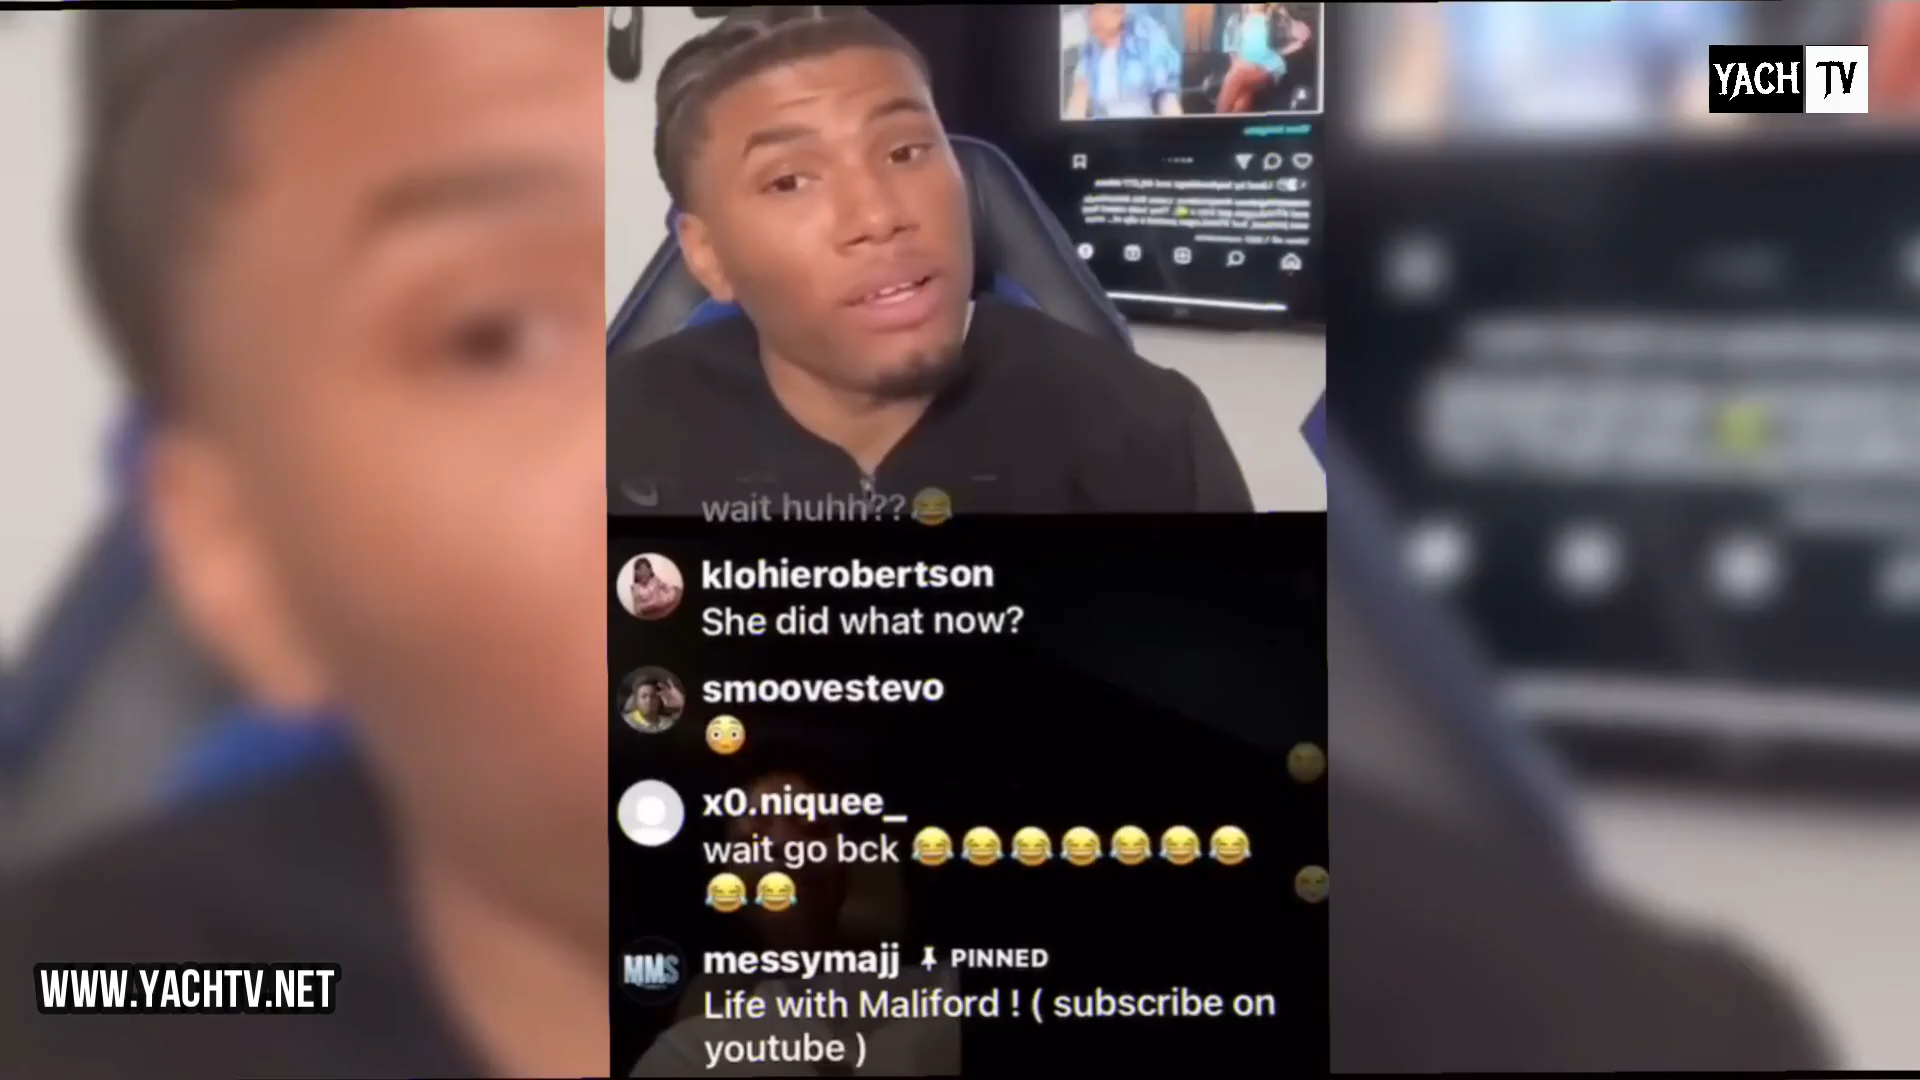 YACH TV
wait huhh??😂
klohierobertson
She did what now?
smoovestevo
😳
x0.niquee_
wait go bck 😂😂😂😂😂😂😂
😂😂
MMS
messymajj PINNED
Life with Maliford ! ( subscribe on
youtube )
WWW.YACHTV.NET